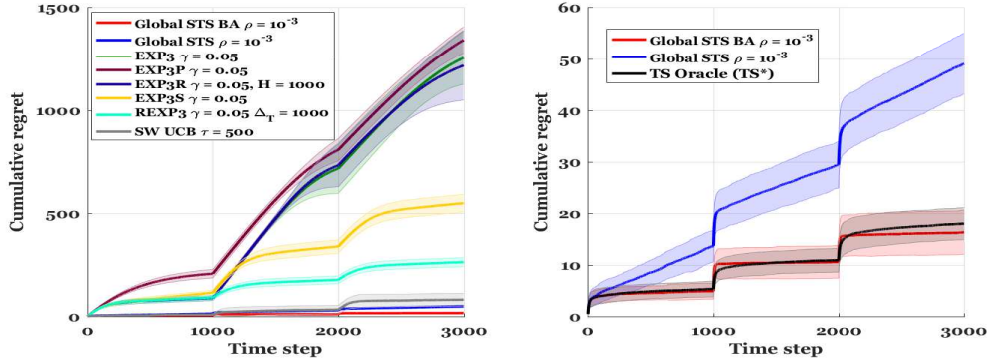 1500
1000
500
0
0
1000
2000
3000
Cumulative regret
Time step
Global STS BA ρ = 10⁻³
Global STS ρ = 10⁻³
EXP3 γ = 0.05
EXP3P γ = 0.05
EXP3R γ = 0.05, H = 1000
EXP3S γ = 0.05
REXP3 γ = 0.05 Δ_T = 1000
SW UCB τ = 500
60
50
40
30
20
10
0
0
1000
2000
3000
Cumulative regret
Time step
Global STS BA ρ = 10⁻³
Global STS ρ = 10⁻³
TS Oracle (TS*)